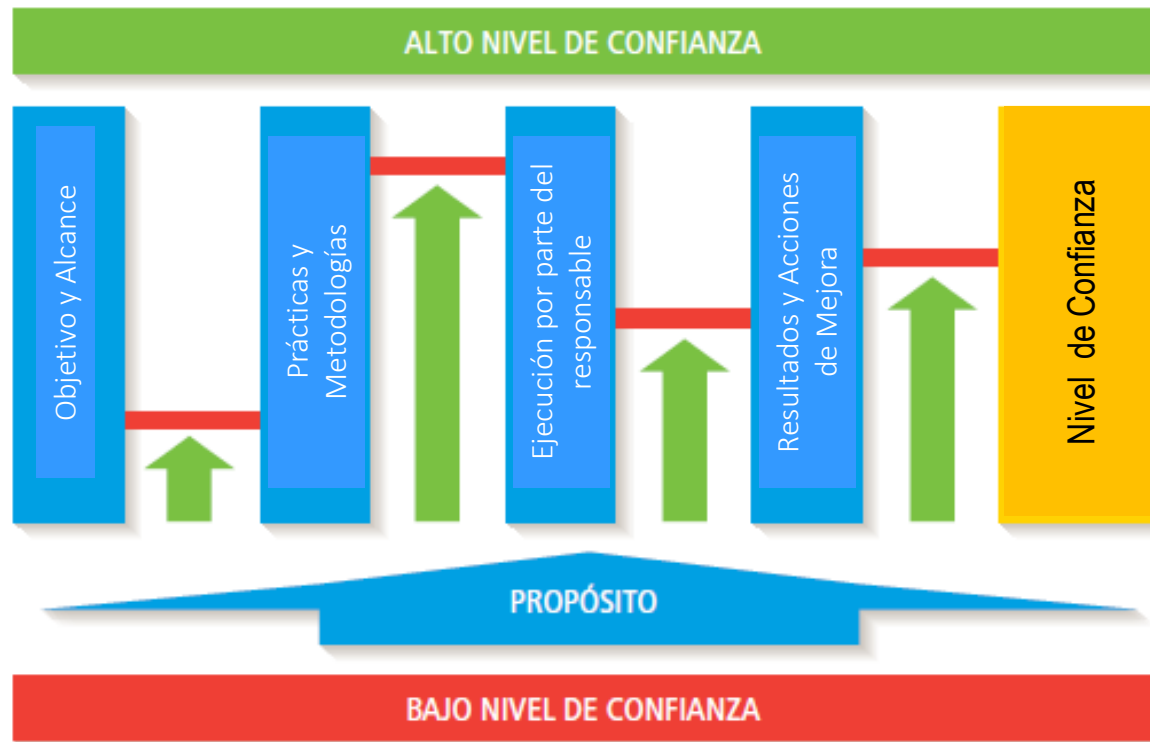 ALTO NIVEL DE CONFIANZA
Objetivo y Alcance
Prácticas y
Metodologías
Ejecución por parte del
responsable
Resultados y Acciones
de Mejora
Nivel de Confianza
PROPÓSITO
BAJO NIVEL DE CONFIANZA